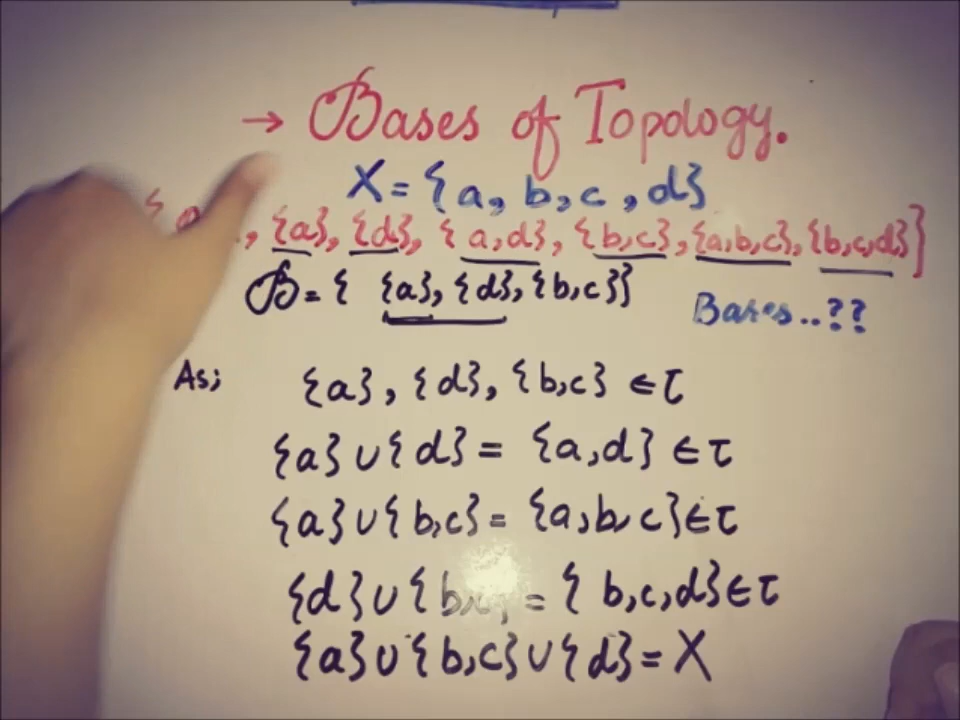 → Bases of Topology.
X = {a, b, c, d}
{a}, {d}, {a,d}, {b,c}, {a,b,c}, {b,c,d}}
B = { {a}, {d}, {b,c}}
Bases..??
As; {a}, {d}, {b,c} ∈ τ
{a} ∪ {d} = {a,d} ∈ τ
{a} ∪ {b,c} = {a,b,c} ∈ τ
{d} ∪ {b, = {b,c,d} ∈ τ
{a} ∪ {b,c} ∪ {d} = X